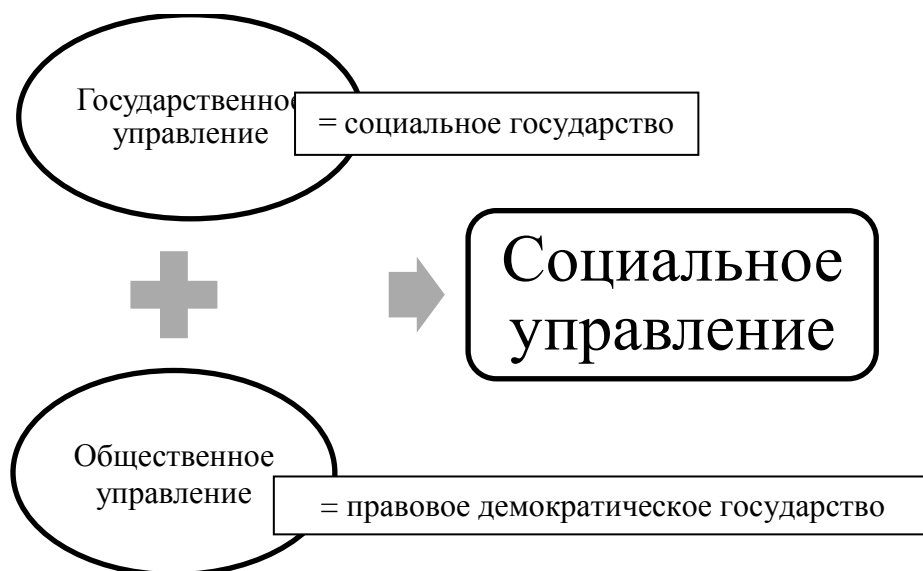 Государственное
управление
= социальное государство
Социальное
управление
Общественное
управление
= правовое демократическое государство